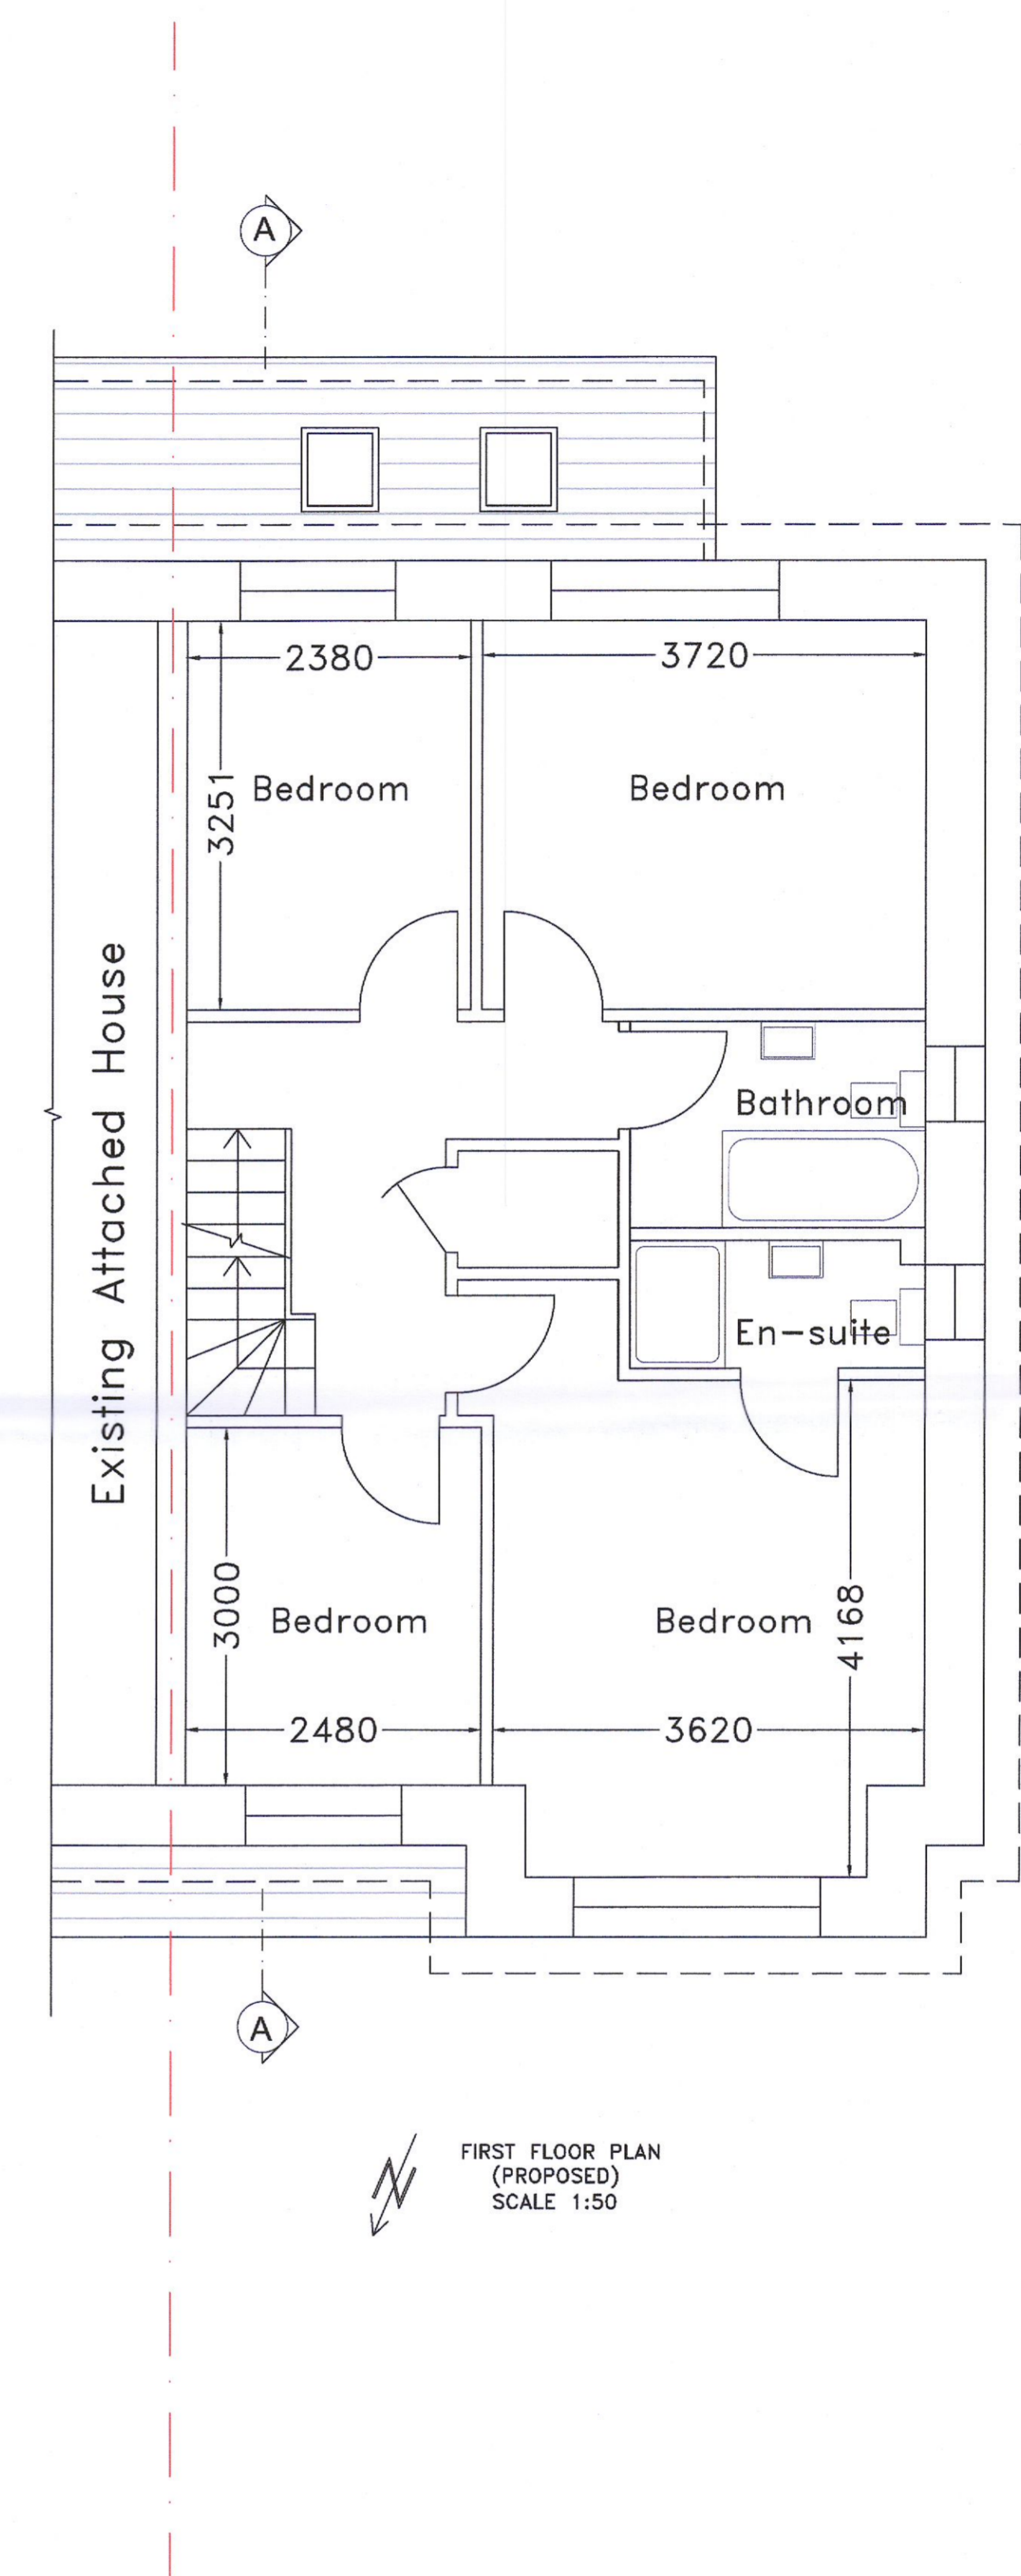 A
2380
3720
3251
Bedroom
Bedroom
Existing Attached House
Bathroom
En-suite
3000
Bedroom
Bedroom
4168
2480
3620
A
N
FIRST FLOOR PLAN
(PROPOSED)
SCALE 1:50